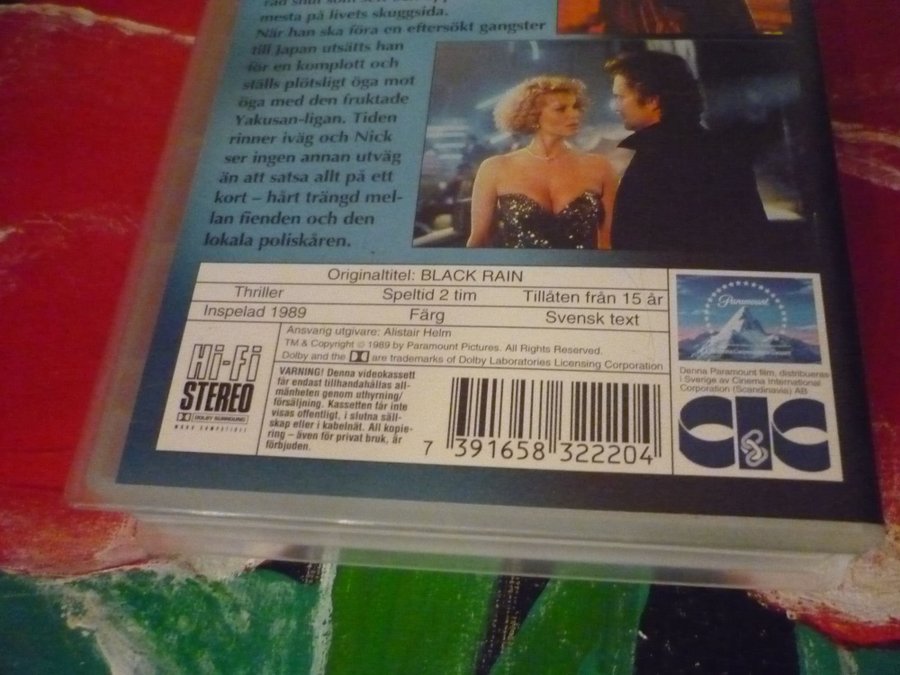 mesta på livets skuggsida.
När han ska föra en eftersökt gangster
till Japan utsätts han
för en komplott och
ställs plötsligt öga mot
öga med den fruktade
Yakusan-ligan. Tiden
rinner iväg och Nick
ser ingen annan utväg
än att satsa allt på ett
kort – hårt trängd mel-
lan fienden och den
lokala poliskåren.
Originaltitel: BLACK RAIN
Thriller Speltid 2 tim Tillåten från 15 år
Inspelad 1989 Färg Svensk text
Ansvarig utgivare: Alistair Helm
TM & Copyright © 1989 by Paramount Pictures. All Rights Reserved.
Dolby and the DD are trademarks of Dolby Laboratories Licensing Corporation
Hi-Fi
STEREO
DOLBY SURROUND
MONO COMPATIBLE
VARNING! Denna videokassett
får endast tillhandahållas all-
mänheten genom uthyrning/
försäljning. Kassetten får inte
visas offentligt, i slutna säll-
skap eller i kabelnät. All kopie-
ring – även för privat bruk, är
förbjuden.
7 391658 322204
Paramount
Denna Paramount film, distribueras
i Sverige av Cinema International
Corporation (Scandinavia) AB
CIC